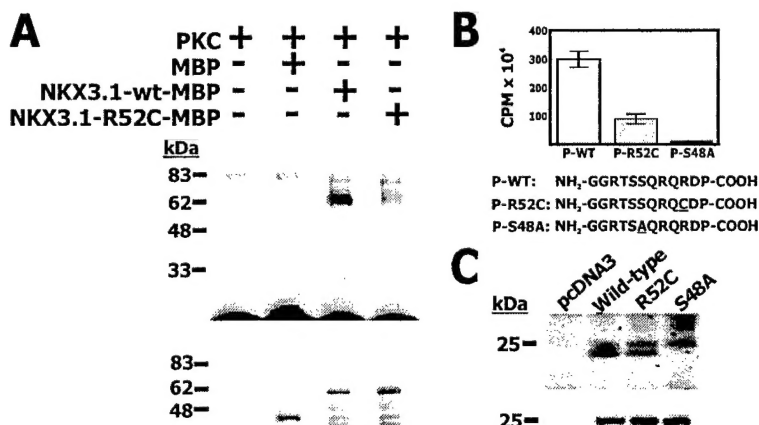 A
PKC + + + +
MBP - + - -
NKX3.1-wt-MBP - - + -
NKX3.1-R52C-MBP - - - +
kDa
83
62
48
33
83
62
48
B
CPM x 10⁴
400
300
200
100
P-WT P-R52C P-S48A
P-WT: NH₂-GGRTSSQRQRDP-COOH
P-R52C: NH₂-GGRTSSQRQCDP-COOH
P-S48A: NH₂-GGRTSAQRQRDP-COOH
C
pcDNA3 Wild-type R52C S48A
kDa
25
25